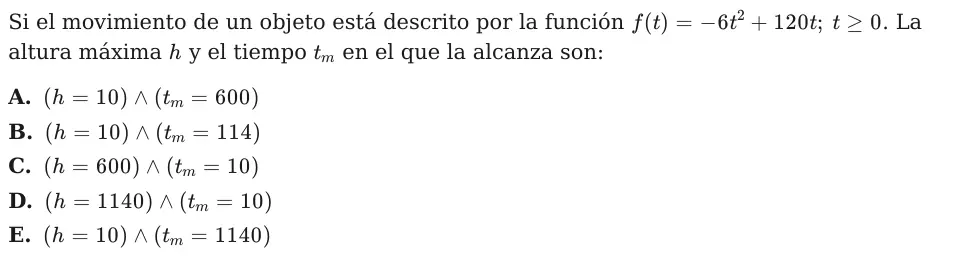 Si el movimiento de un objeto está descrito por la función f(t) = −6t² + 120t; t ≥ 0. La
altura máxima h y el tiempo tₘ en el que la alcanza son:
A. (h = 10) ∧ (tₘ = 600)
B. (h = 10) ∧ (tₘ = 114)
C. (h = 600) ∧ (tₘ = 10)
D. (h = 1140) ∧ (tₘ = 10)
E. (h = 10) ∧ (tₘ = 1140)